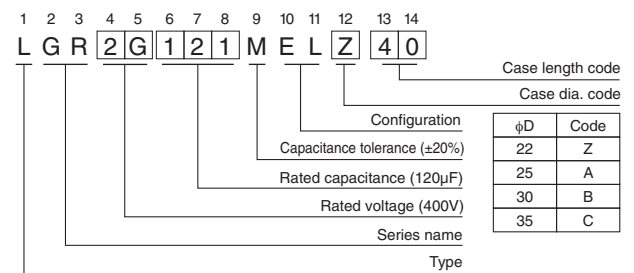 1 2 3 4 5 6 7 8 9 10 11 12 13 14
L G R 2 G 1 2 1 M E L Z 4 0
Case length code
Case dia. code
Configuration
Capacitance tolerance (±20%)
Rated capacitance (120µF)
Rated voltage (400V)
Series name
Type
ϕD Code
22 Z
25 A
30 B
35 C